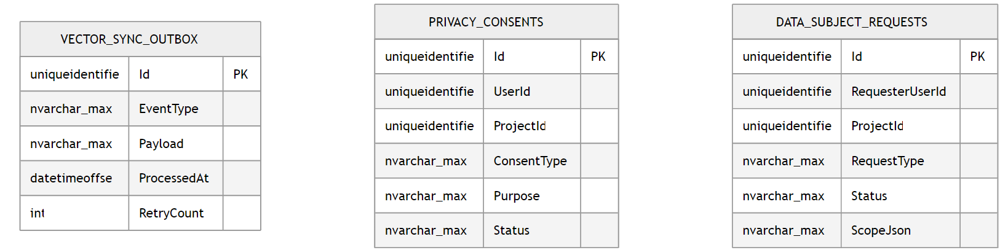 VECTOR_SYNC_OUTBOX
uniqueidentifie Id PK
nvarchar_max EventType
nvarchar_max Payload
datetimeoffse ProcessedAt
int RetryCount
PRIVACY_CONSENTS
uniqueidentifie Id PK
uniqueidentifie UserId
uniqueidentifie ProjectId
nvarchar_max ConsentType
nvarchar_max Purpose
nvarchar_max Status
DATA_SUBJECT_REQUESTS
uniqueidentifie Id PK
uniqueidentifie RequesterUserId
uniqueidentifie ProjectId
nvarchar_max RequestType
nvarchar_max Status
nvarchar_max ScopeJson